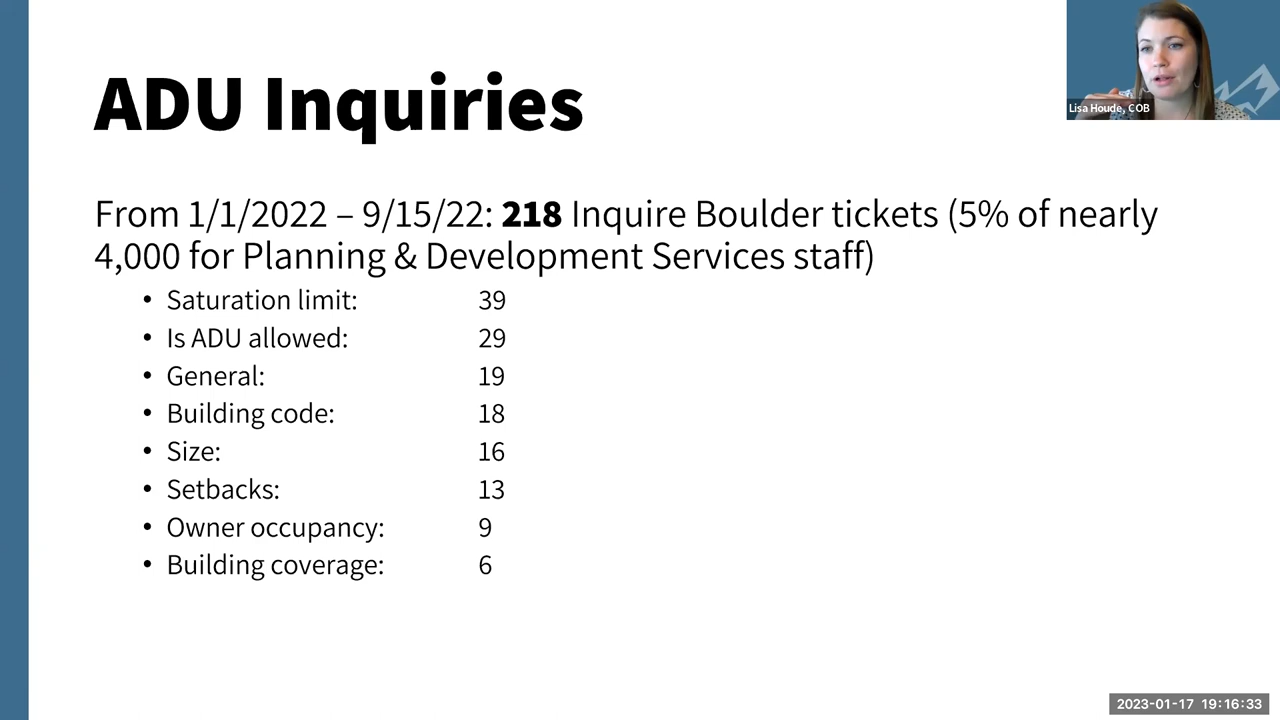 ADU Inquiries
Lisa Houde, COB
From 1/1/2022 – 9/15/22: 218 Inquire Boulder tickets (5% of nearly
4,000 for Planning & Development Services staff)
• Saturation limit: 39
• Is ADU allowed: 29
• General: 19
• Building code: 18
• Size: 16
• Setbacks: 13
• Owner occupancy: 9
• Building coverage: 6
2023-01-17 19:16:33